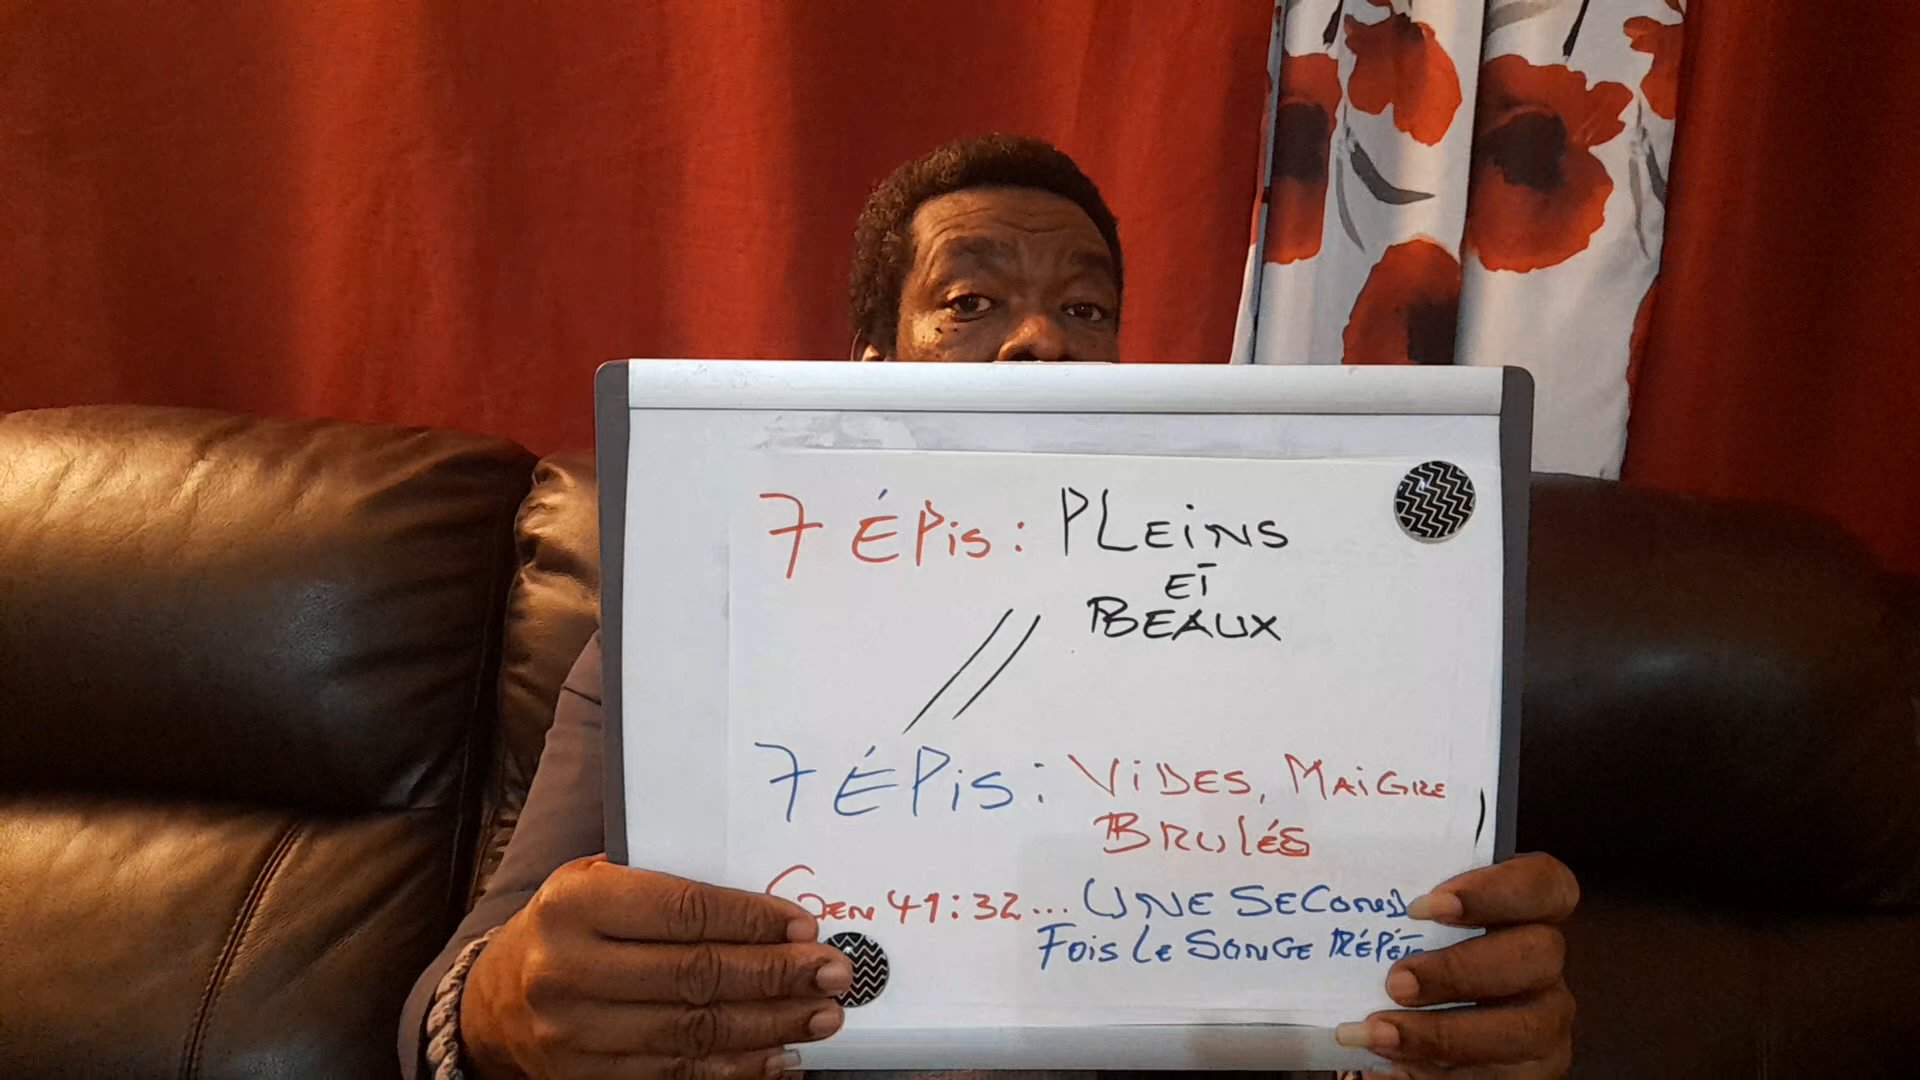 7 ÉPiS : PLEiNS
ET
BEAUX
7 ÉPiS : ViDES, MAiGRE
BRULÉS
GEN 41:32... UNE SECOND
FOiS LE SONGE RÉPÉT